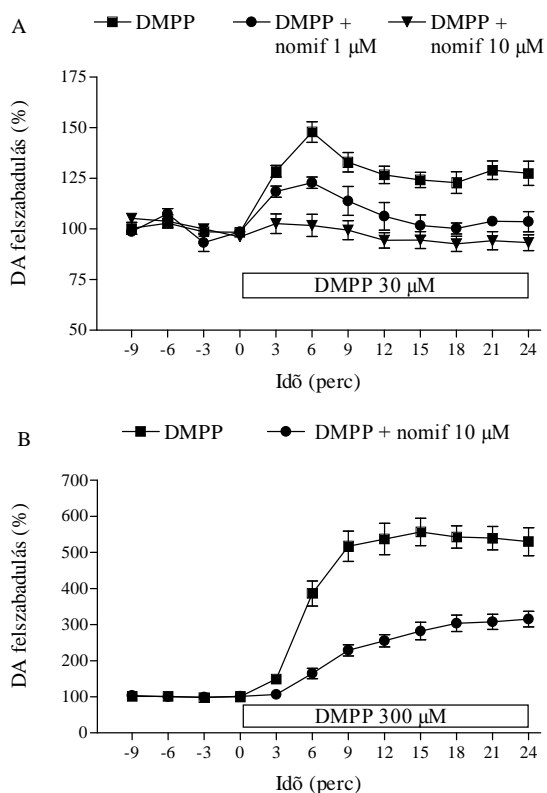 A
DMPP DMPP + nomif 1 μM DMPP + nomif 10 μM
150
125
100
75
50
175
DA felszabadulás (%)
DMPP 30 μM
-9 -6 -3 0 3 6 9 12 15 18 21 24
Idõ (perc)
B
DMPP DMPP + nomif 10 μM
700
600
500
400
300
200
100
0
DA felszabadulás (%)
DMPP 300 μM
-9 -6 -3 0 3 6 9 12 15 18 21 24
Idõ (perc)